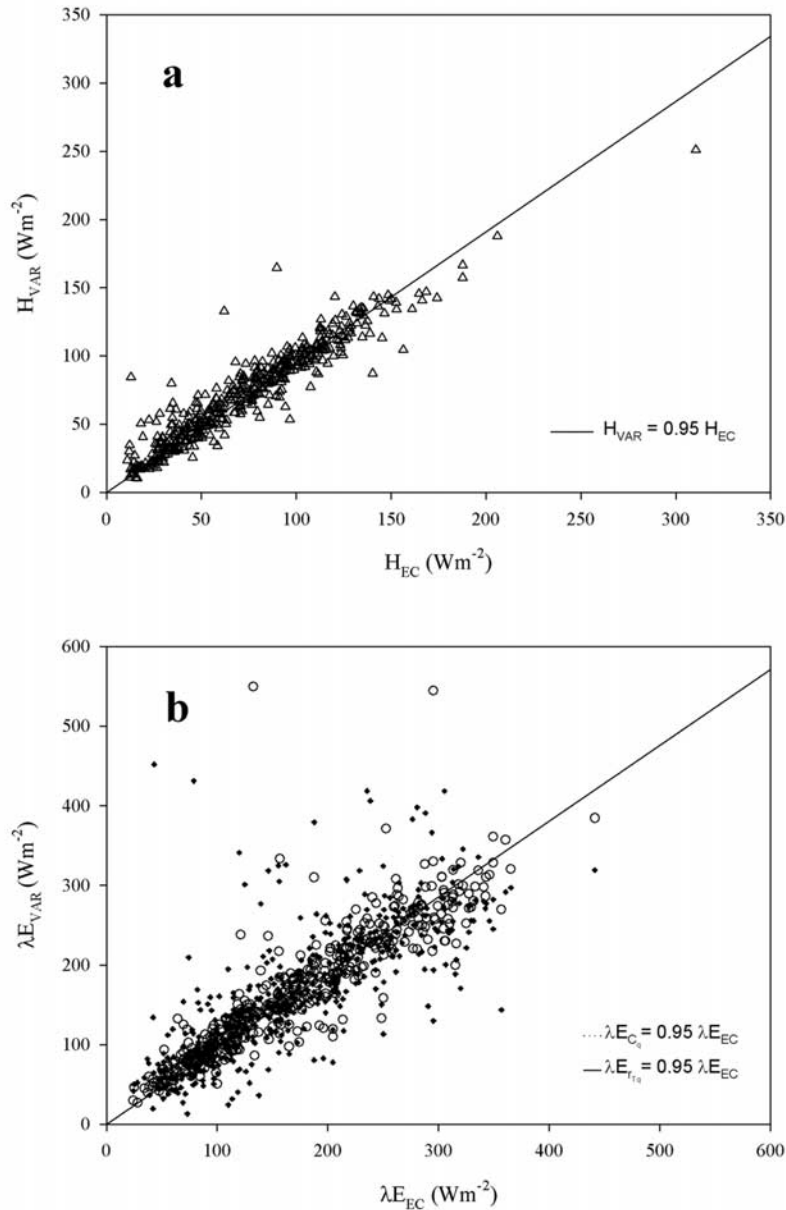 350
300
250
200
150
100
50
0
a
H_VAR (Wm⁻²)
H_VAR = 0.95 H_EC
0 50 100 150 200 250 300 350
H_EC (Wm⁻²)
600
500
400
300
200
100
0
b
λE_VAR (Wm⁻²)
λE_C_q = 0.95 λE_EC
λE_r_Tq = 0.95 λE_EC
0 100 200 300 400 500 600
λE_EC (Wm⁻²)